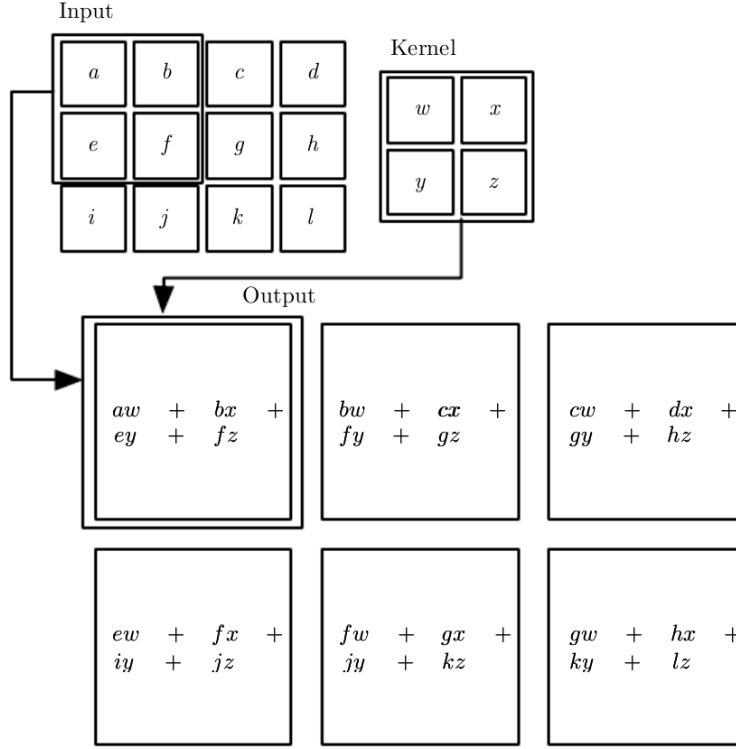 Input
Kernel
a b c d
w x
e f g h
y z
i j k l
Output
aw + bx +
ey + fz
bw + cx +
fy + gz
cw + dx +
gy + hz
ew + fx +
iy + jz
fw + gx +
jy + kz
gw + hx +
ky + lz